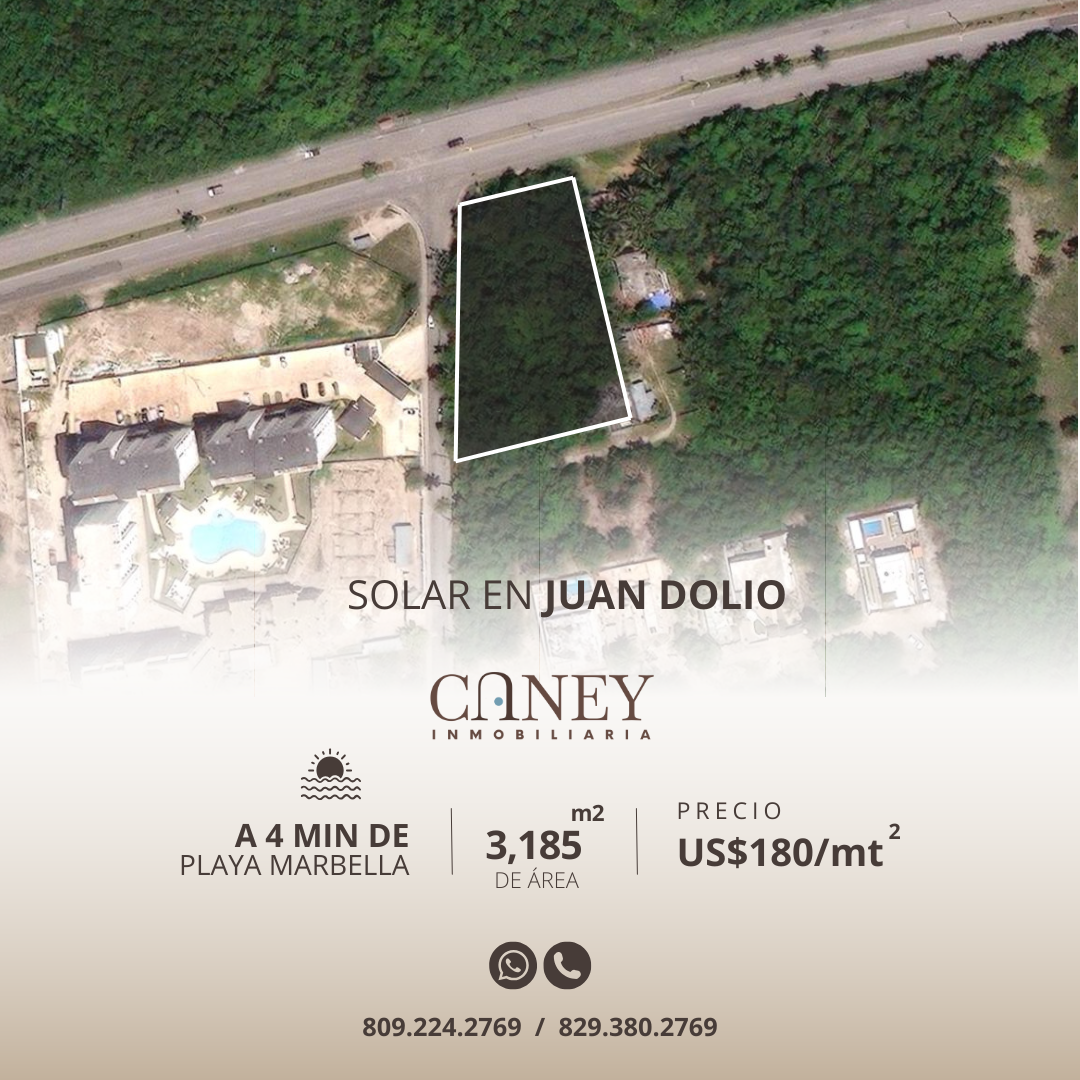 SOLAR EN JUAN DOLIO
CANEY
INMOBILIARIA
A 4 MIN DE
PLAYA MARBELLA
3,185 m2
DE ÁREA
PRECIO
US$180/mt2
809.224.2769 / 829.380.2769